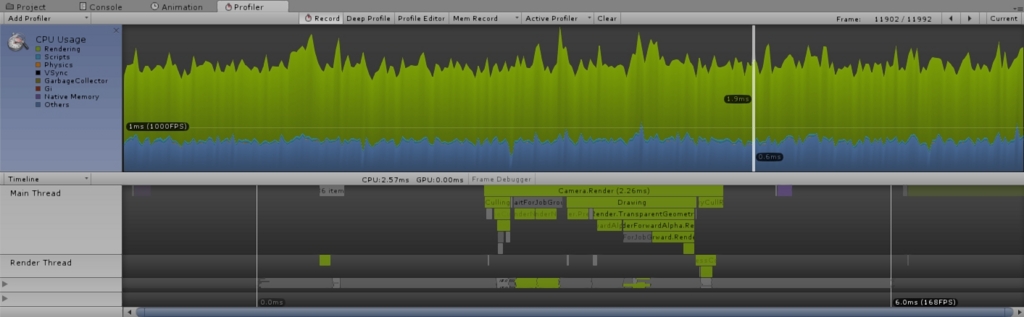 Project Console Animation Profiler
Add Profiler Record Deep Profile Profile Editor Mem Record Active Profiler Clear Frame: 11902 / 11992 Current
CPU Usage
Rendering
Scripts
Physics
VSync
GarbageCollector
Gi
Native Memory
Others
1.9ms
1ms (1000FPS)
0.6ms
Timeline CPU:2.57ms GPU:0.00ms Frame Debugger
Main Thread
6 item
Camera.Render (2.26ms)
Culling artForJobGro Drawing
ender.TransparentGeometr
derForwardAlpha.Re
ForJobG rward.Rende
Render Thread
0.0ms
6.0ms (168FPS)